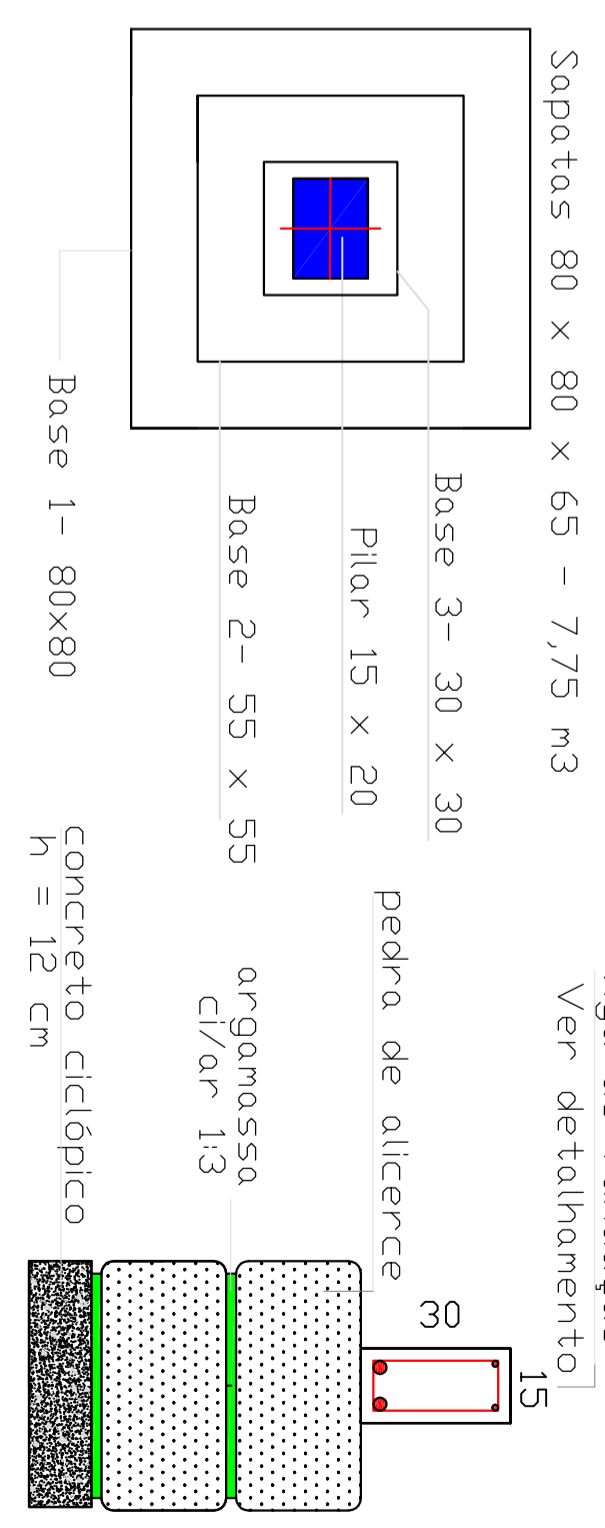 Sapatas 80 x 80 x 65 - 7,75 m3
Base 3- 30 x 30
Pilar 15 x 20
Base 2- 55 x 55
Base 1- 80x80
Ver detalhamento
15
30
pedra de alicerce
argamassa
ci/ar 1:3
concreto ciclópico
h = 12 cm